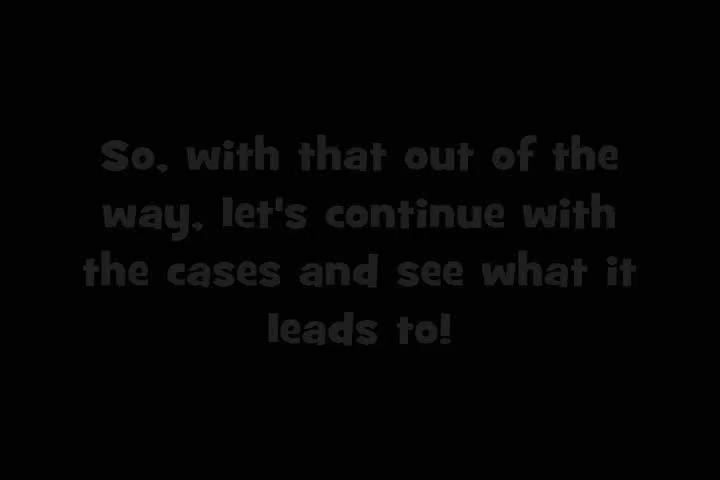 So, with that out of the
way, let's continue with
the cases and see what it
leads to!